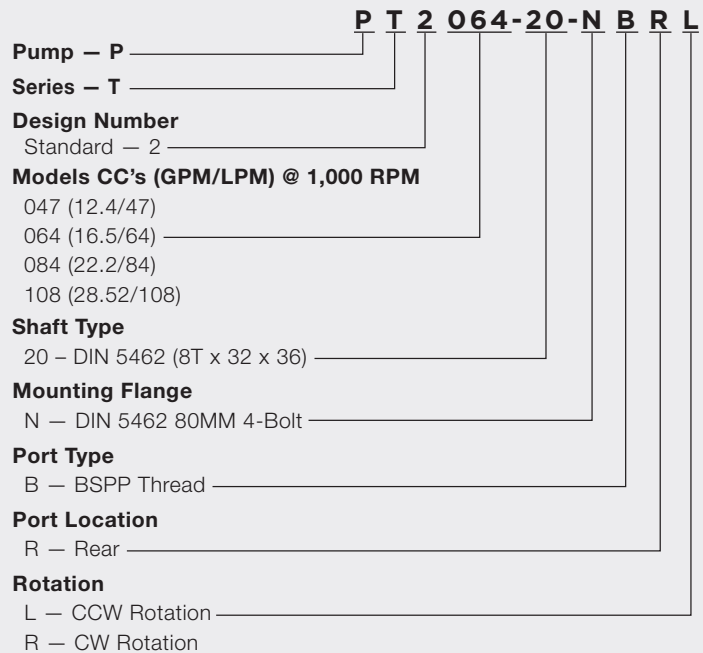 P T 2 064-20-N B R L
Pump — P
Series — T
Design Number
Standard — 2
Models CC's (GPM/LPM) @ 1,000 RPM
047 (12.4/47)
064 (16.5/64)
084 (22.2/84)
108 (28.52/108)
Shaft Type
20 – DIN 5462 (8T x 32 x 36)
Mounting Flange
N — DIN 5462 80MM 4-Bolt
Port Type
B — BSPP Thread
Port Location
R — Rear
Rotation
L — CCW Rotation
R — CW Rotation